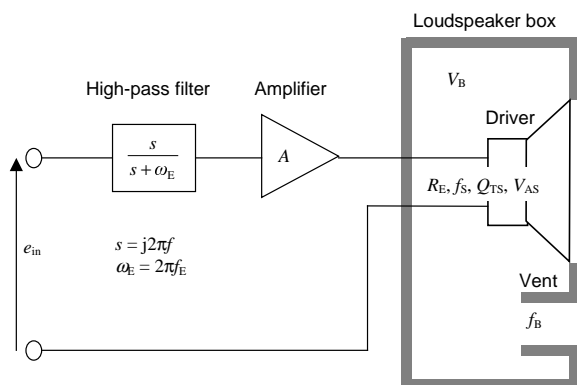 Loudspeaker box
V_B
High-pass filter
Amplifier
Driver
s
s + ω_E
A
R_E, f_S, Q_TS, V_AS
e_in
s = j2πf
ω_E = 2πf_E
Vent
f_B